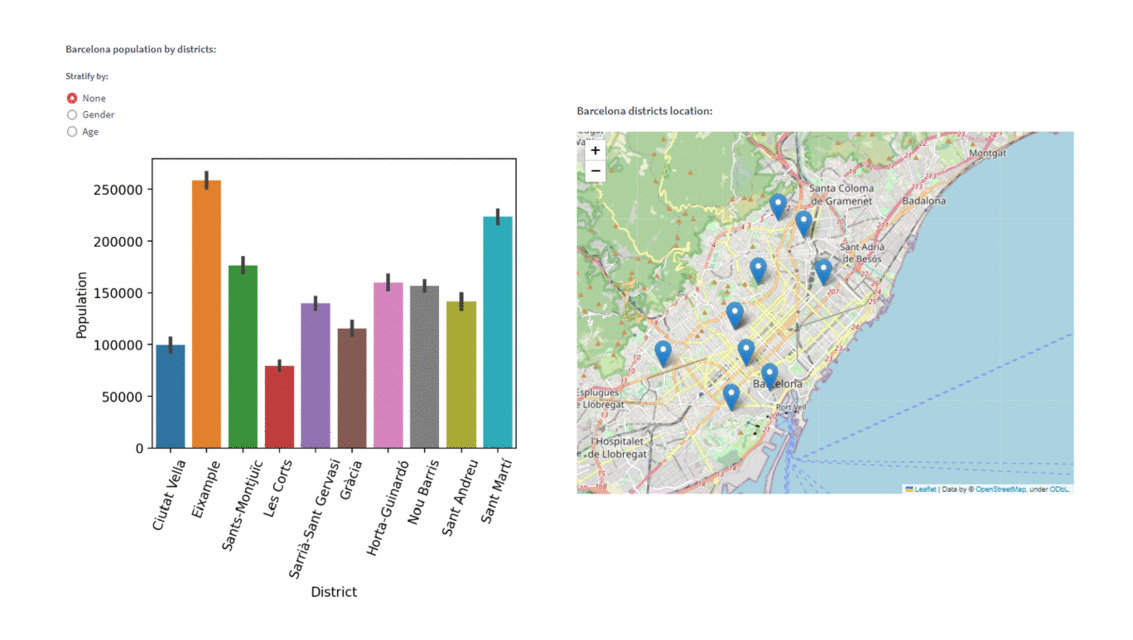 Barcelona population by districts:
Stratify by:
None
Gender
Age
250000
200000
150000
100000
50000
0
Population
Ciutat Vella
Eixample
Sants-Montjuïc
Les Corts
Sarrià-Sant Gervasi
Gràcia
Horta-Guinardó
Nou Barris
Sant Andreu
Sant Martí
District
Barcelona districts location:
+
−
Montgat
Santa Coloma
de Gramenet
Badalona
Sant Adrià
de Besòs
Barcelona
Port Vell
Esplugues
e Llobregat
l'Hospitalet
de Llobregat
Leaflet | Data by © OpenStreetMap, under ODbL.